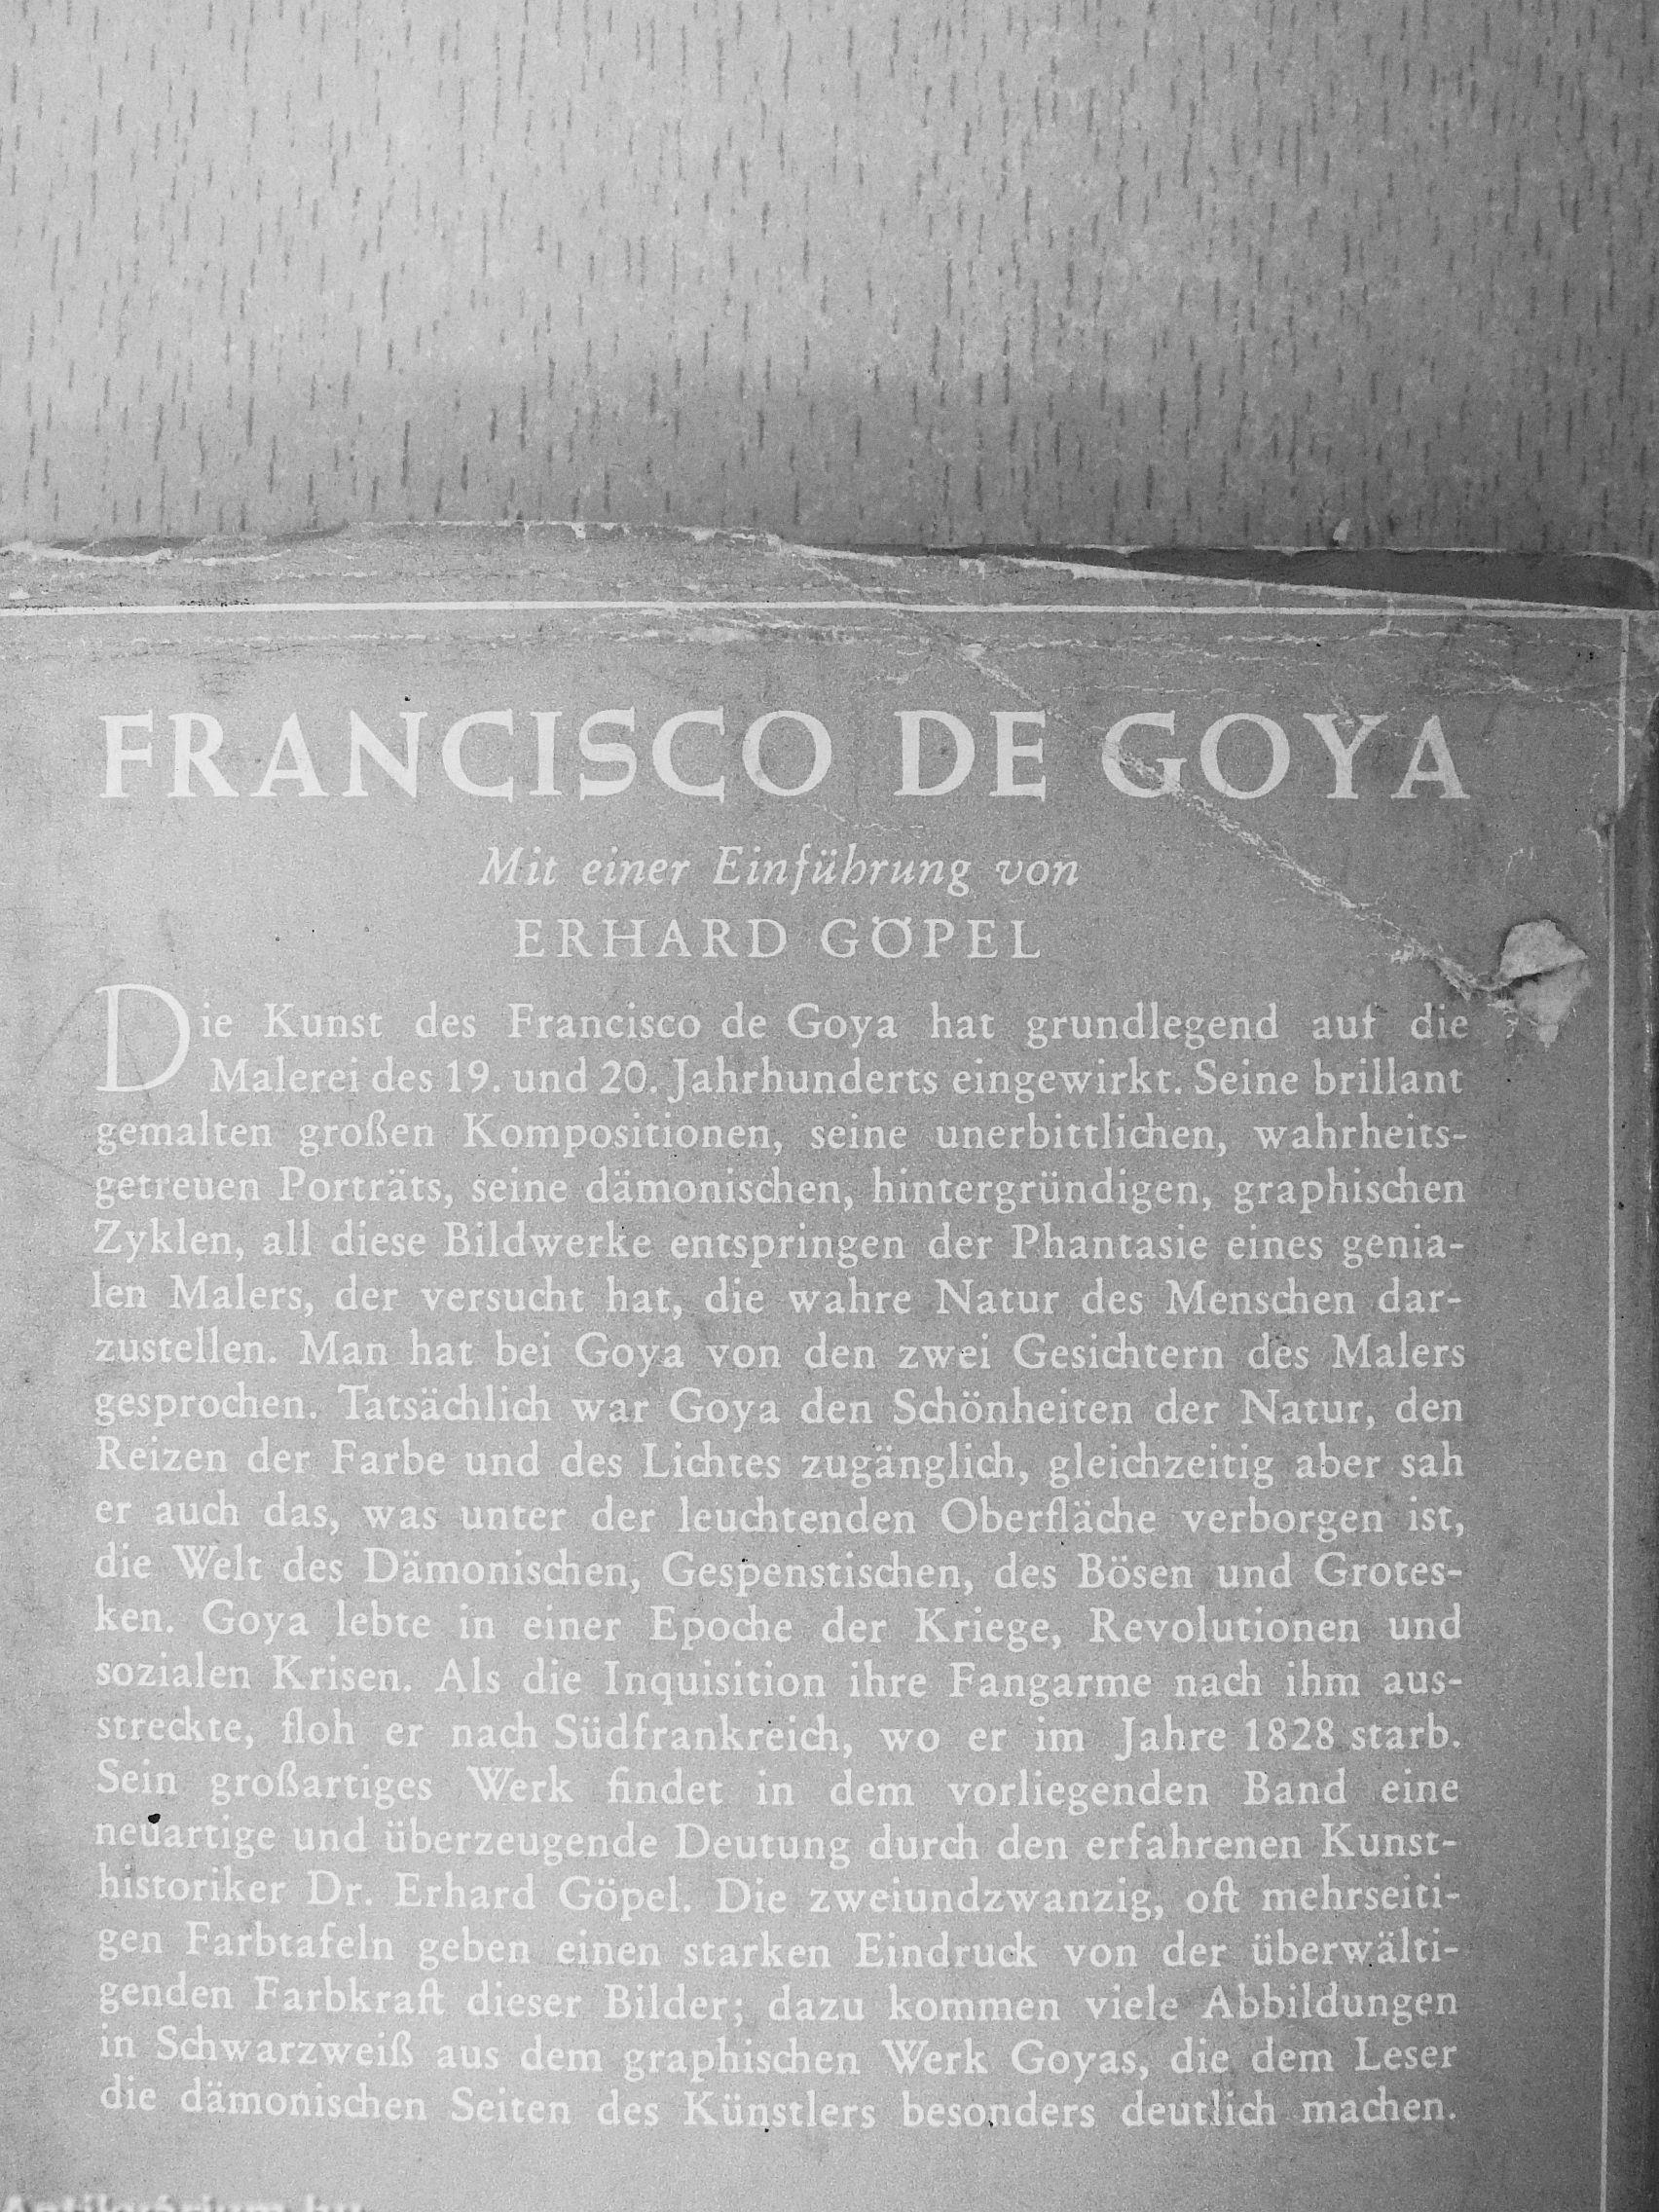 FRANCISCO DE GOYA
Mit einer Einführung von
ERHARD GÖPEL
Die Kunst des Francisco de Goya hat grundlegend auf die
Malerei des 19. und 20. Jahrhunderts eingewirkt. Seine brillant
gemalten großen Kompositionen, seine unerbittlichen, wahrheits-
getreuen Porträts, seine dämonischen, hintergründigen, graphischen
Zyklen, all diese Bildwerke entspringen der Phantasie eines genia-
len Malers, der versucht hat, die wahre Natur des Menschen dar-
zustellen. Man hat bei Goya von den zwei Gesichtern des Malers
gesprochen. Tatsächlich war Goya den Schönheiten der Natur, den
Reizen der Farbe und des Lichtes zugänglich, gleichzeitig aber sah
er auch das, was unter der leuchtenden Oberfläche verborgen ist,
die Welt des Dämonischen, Gespenstischen, des Bösen und Grotes-
ken. Goya lebte in einer Epoche der Kriege, Revolutionen und
sozialen Krisen. Als die Inquisition ihre Fangarme nach ihm aus-
streckte, floh er nach Südfrankreich, wo er im Jahre 1828 starb.
Sein großartiges Werk findet in dem vorliegenden Band eine
neuartige und überzeugende Deutung durch den erfahrenen Kunst-
historiker Dr. Erhard Göpel. Die zweiundzwanzig, oft mehrseiti-
gen Farbtafeln geben einen starken Eindruck von der überwälti-
genden Farbkraft dieser Bilder; dazu kommen viele Abbildungen
in Schwarzweiß aus dem graphischen Werk Goyas, die dem Leser
die dämonischen Seiten des Künstlers besonders deutlich machen.